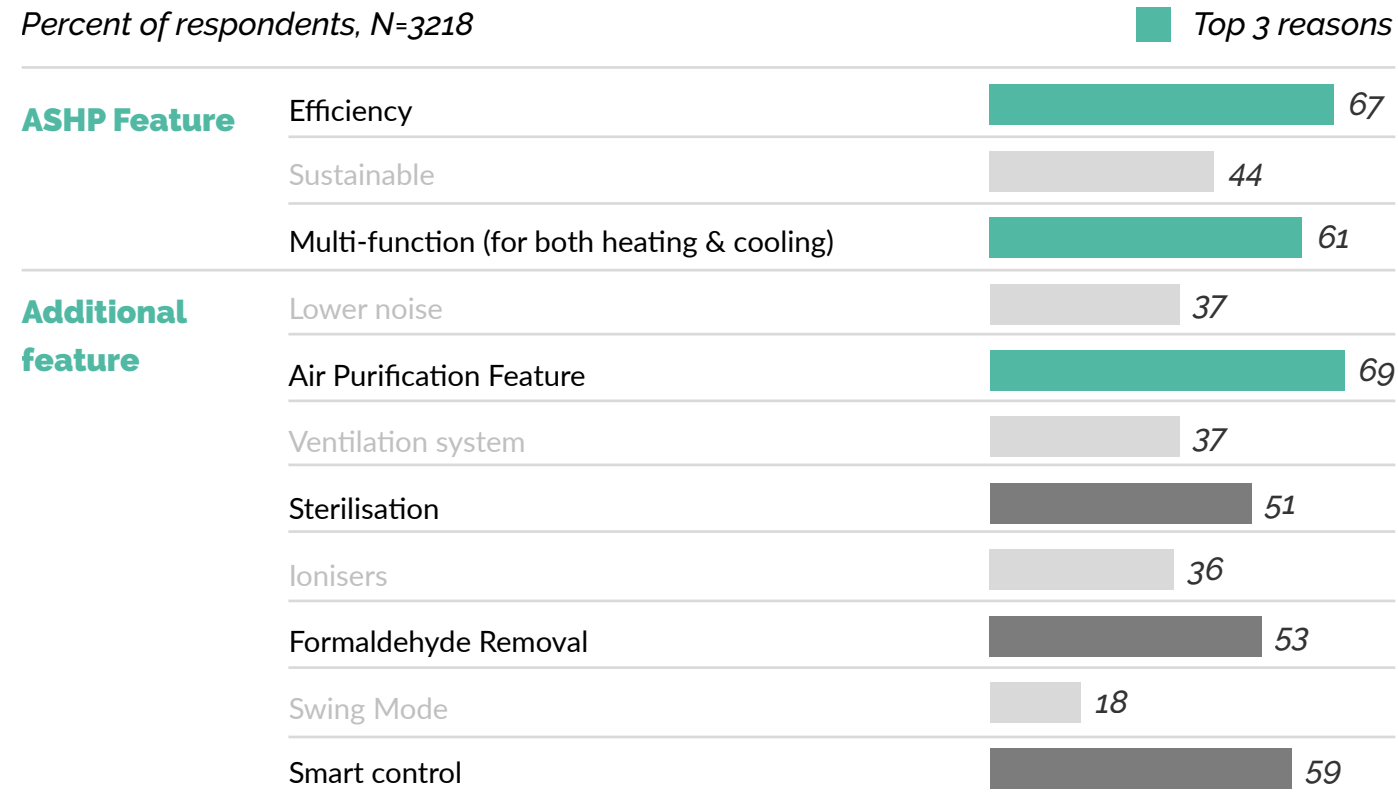 Percent of respondents, N=3218
Top 3 reasons
ASHP Feature
Efficiency
67
Sustainable
44
Multi-function (for both heating & cooling)
61
Additional
feature
Lower noise
37
Air Purification Feature
69
Ventilation system
37
Sterilisation
51
Ionisers
36
Formaldehyde Removal
53
Swing Mode
18
Smart control
59